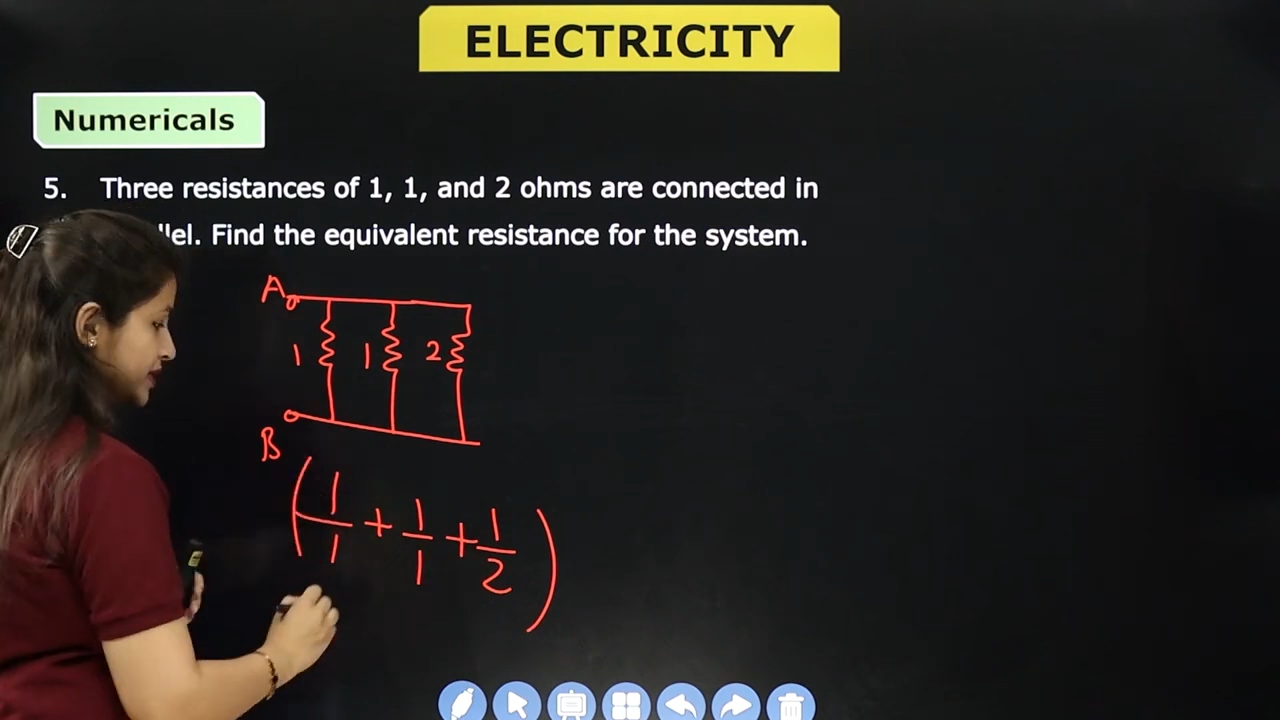 ELECTRICITY
Numericals
5. Three resistances of 1, 1, and 2 ohms are connected in
llel. Find the equivalent resistance for the system.
A
1 1 2
B
(1/1 + 1/1 + 1/2)